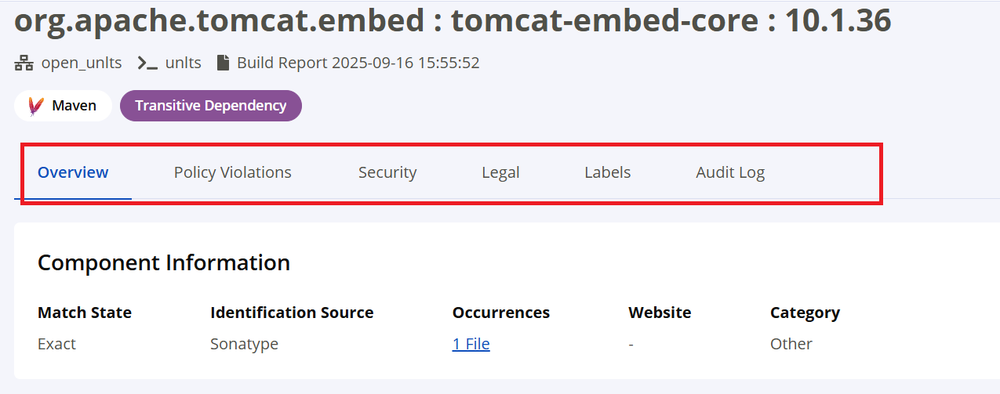 org.apache.tomcat.embed : tomcat-embed-core : 10.1.36
open_unlts unlts Build Report 2025-09-16 15:55:52
Maven Transitive Dependency
Overview Policy Violations Security Legal Labels Audit Log
Component Information
Match State Identification Source Occurrences Website Category
Exact Sonatype 1 File - Other